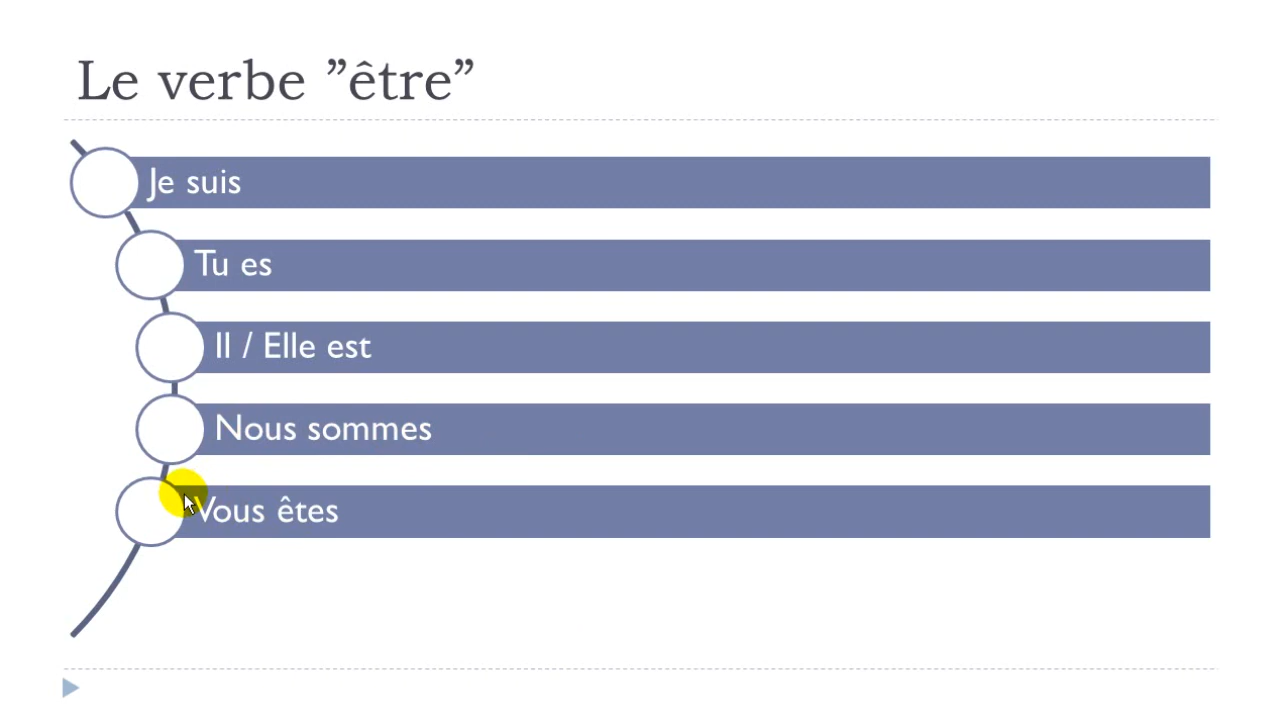 Le verbe ”être”
Je suis
Tu es
Il / Elle est
Nous sommes
Vous êtes